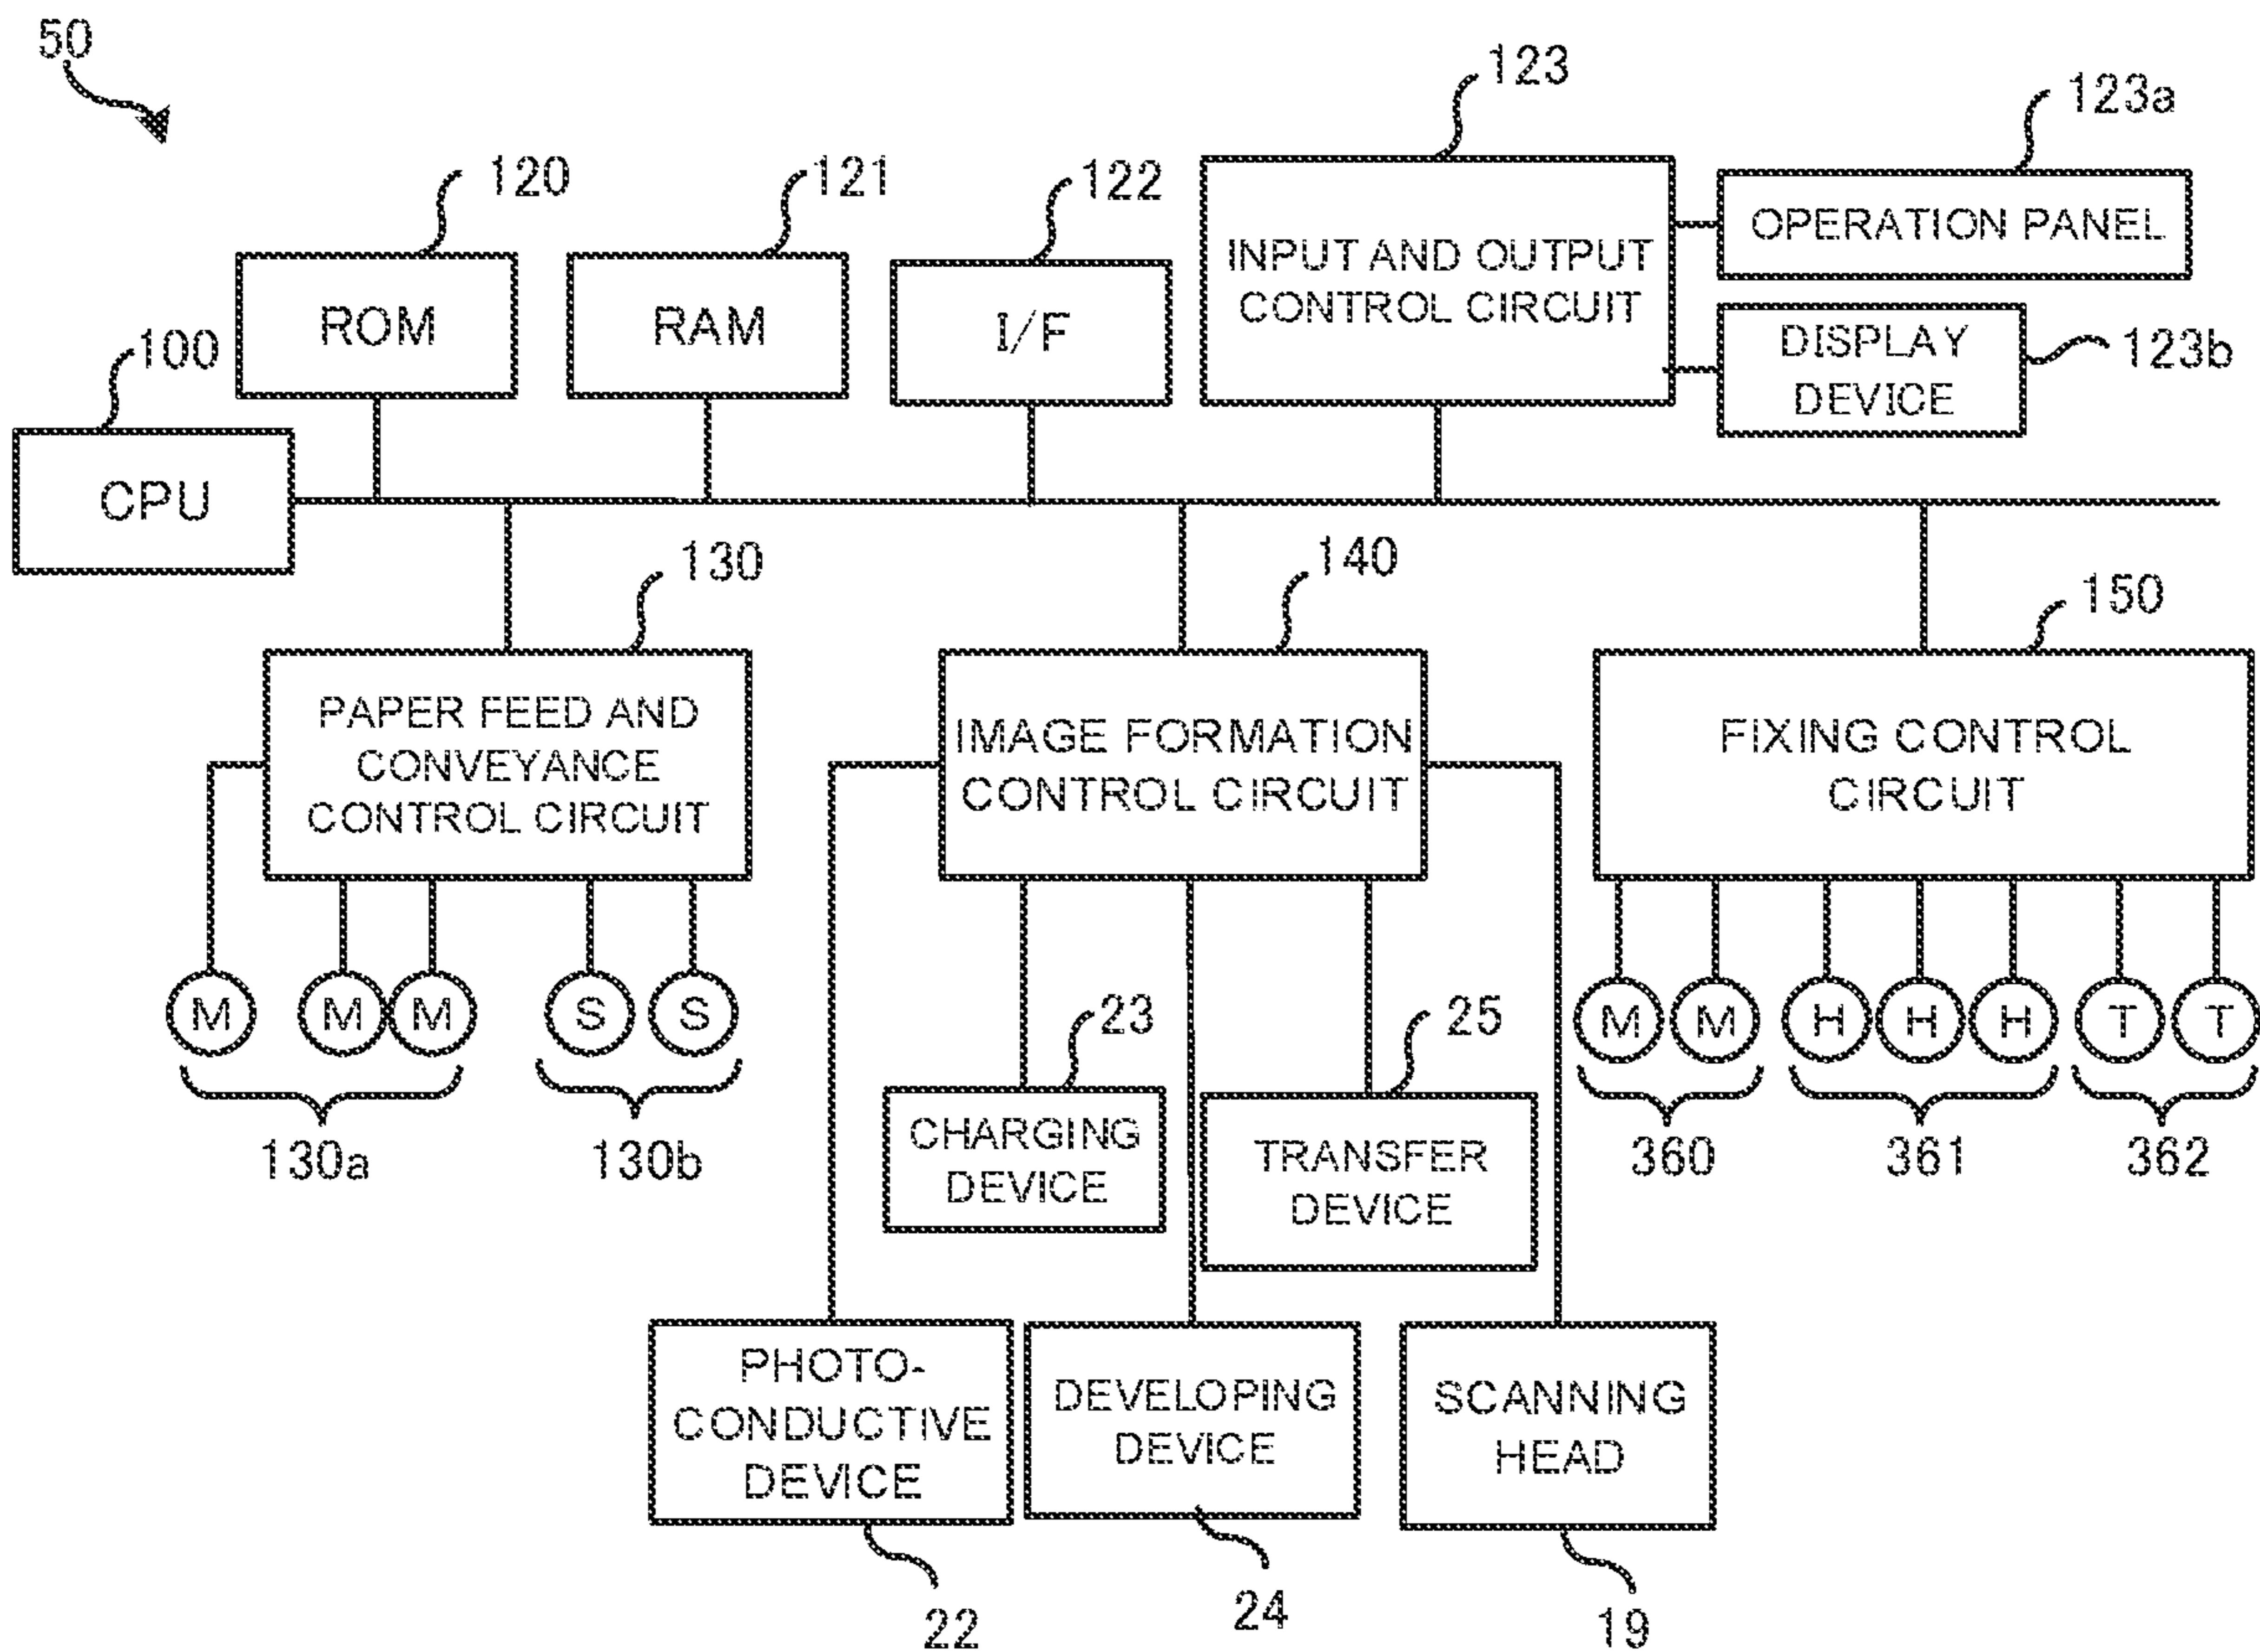 50
123
123a
120
121
122
OPERATION PANEL
INPUT AND OUTPUT
CONTROL CIRCUIT
ROM
RAM
I/F
100
DISPLAY
DEVICE
123b
CPU
130
140
150
PAPER FEED AND
CONVEYANCE
CONTROL CIRCUIT
IMAGE FORMATION
CONTROL CIRCUIT
FIXING CONTROL
CIRCUIT
M M M S S
M M H H H T T
23
25
130a
130b
CHARGING
DEVICE
TRANSFER
DEVICE
360
361
362
PHOTO-
CONDUCTIVE
DEVICE
DEVELOPING
DEVICE
SCANNING
HEAD
22
24
19